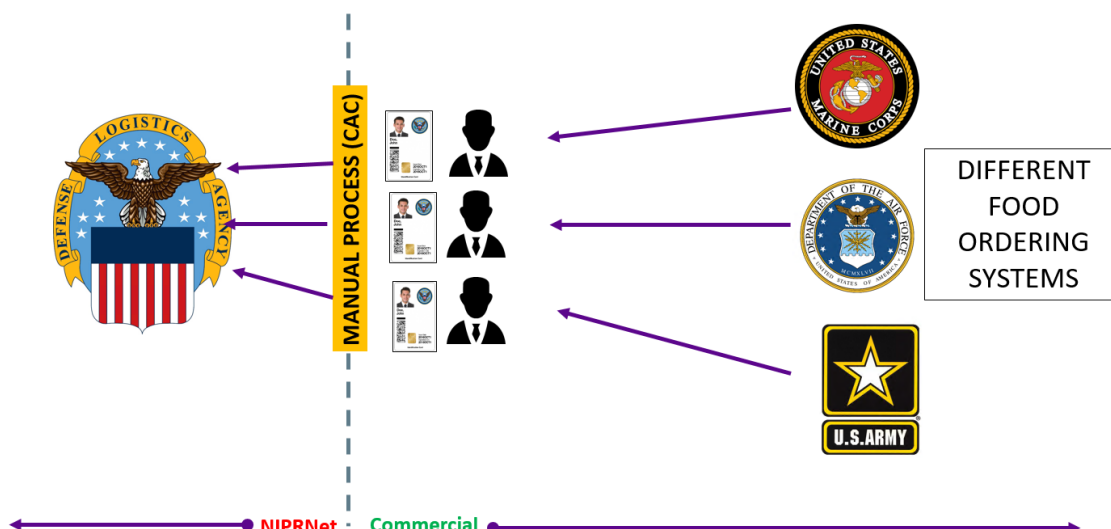 UNITED STATES
MARINE CORPS
DEFENSE
LOGISTICS
AGENCY
MANUAL PROCESS (CAC)
DEPARTMENT OF THE AIR FORCE
MCMXLVII
UNITED STATES OF AMERICA
DIFFERENT
FOOD
ORDERING
SYSTEMS
U.S.ARMY
NIPRNet
Commercial